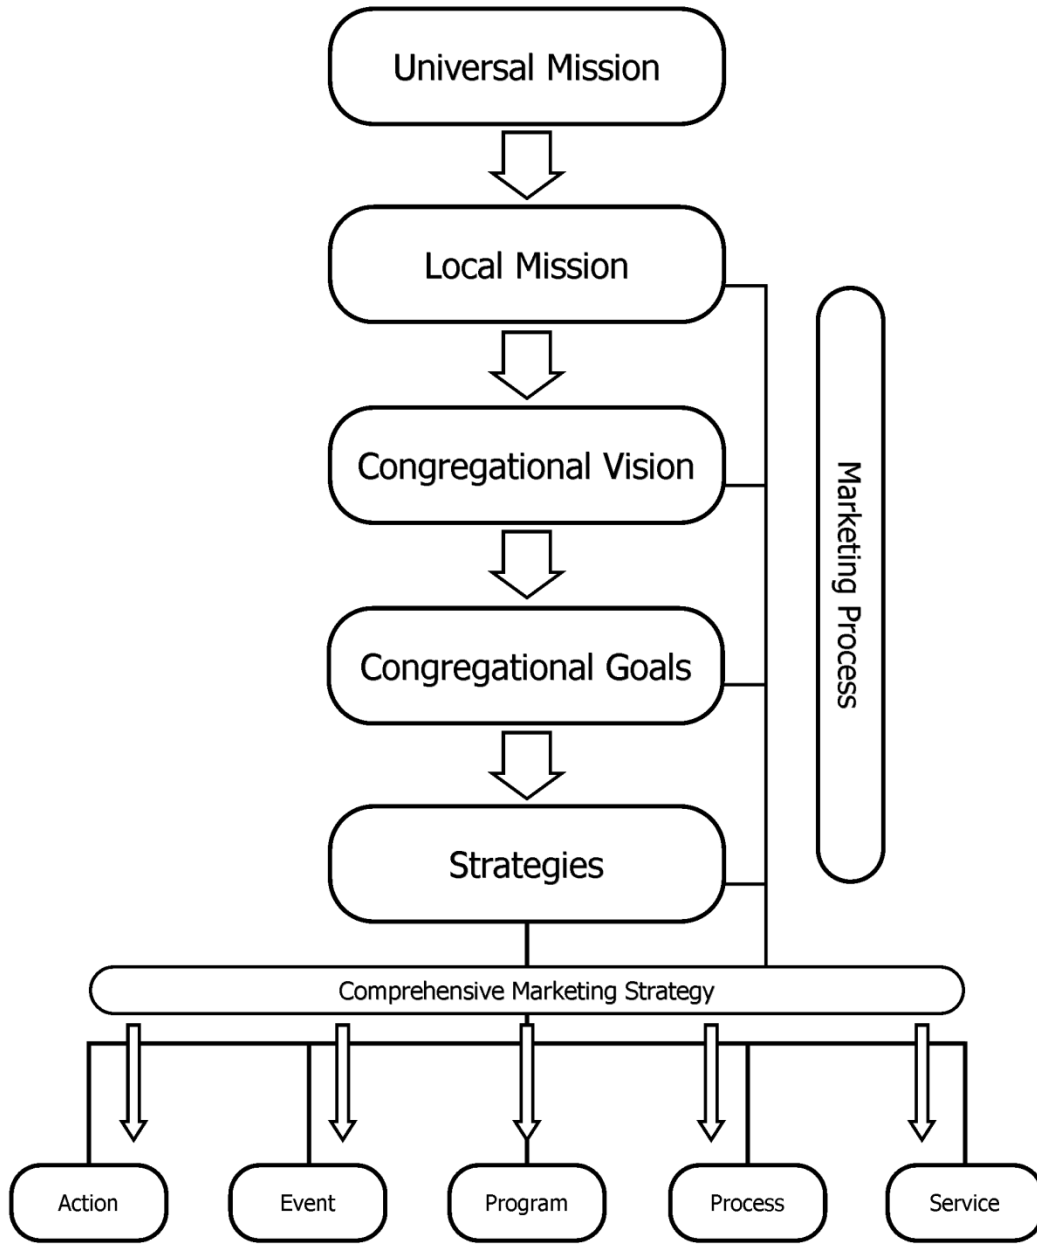 Universal Mission
Local Mission
Congregational Vision
Marketing Process
Congregational Goals
Strategies
Comprehensive Marketing Strategy
Action
Event
Program
Process
Service